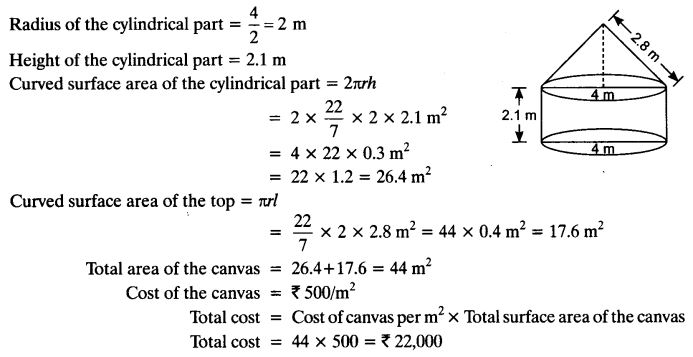 Radius of the cylindrical part = 4/2 = 2 m
Height of the cylindrical part = 2.1 m
Curved surface area of the cylindrical part = 2πrh
= 2 × 22/7 × 2 × 2.1 m²
= 4 × 22 × 0.3 m²
= 22 × 1.2 = 26.4 m²
Curved surface area of the top = πrl
= 22/7 × 2 × 2.8 m² = 44 × 0.4 m² = 17.6 m²
Total area of the canvas = 26.4+17.6 = 44 m²
Cost of the canvas = ₹ 500/m²
Total cost = Cost of canvas per m² × Total surface area of the canvas
Total cost = 44 × 500 = ₹ 22,000
2.8 m
4 m
2.1 m
4 m